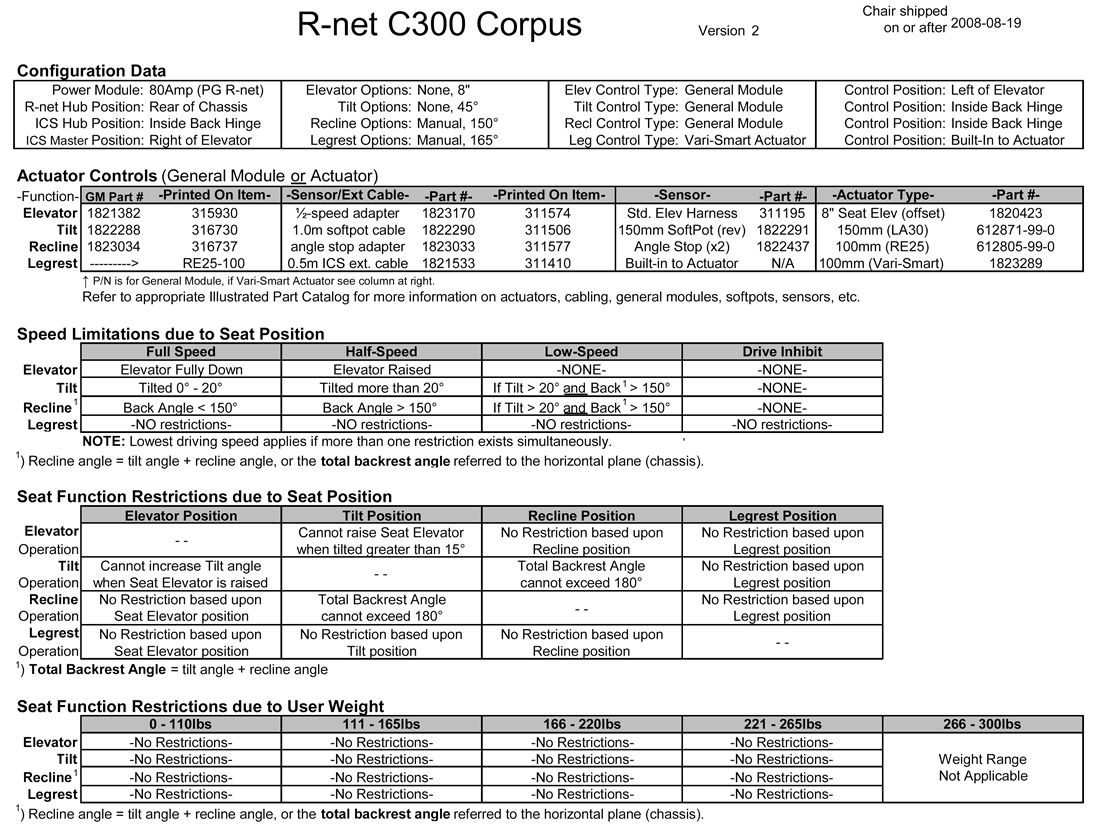 R-net C300 Corpus
Version 2
Chair shipped on or after 2008-08-19
Configuration Data
Power Module: 80Amp (PG R-net) Elevator Options: None, 8" Elev Control Type: General Module Control Position: Left of Elevator
R-net Hub Position: Rear of Chassis Tilt Options: None, 45° Tilt Control Type: General Module Control Position: Inside Back Hinge
ICS Hub Position: Inside Back Hinge Recline Options: Manual, 150° Recl Control Type: General Module Control Position: Inside Back Hinge
ICS Master Position: Right of Elevator Legrest Options: Manual, 165° Leg Control Type: Vari-Smart Actuator Control Position: Built-In to Actuator
Actuator Controls (General Module or Actuator)
-Function- GM Part # -Printed On Item- -Sensor/Ext Cable- -Part #- -Printed On Item- -Sensor- -Part #- -Actuator Type- -Part #-
Elevator 1821382 315930 ½-speed adapter 1823170 311574 Std. Elev Harness 311195 8" Seat Elev (offset) 1820423
Tilt 1822288 316730 1.0m softpot cable 1822290 311506 150mm SoftPot (rev) 1822291 150mm (LA30) 612871-99-0
Recline 1823034 316737 angle stop adapter 1823033 311577 Angle Stop (x2) 1822437 100mm (RE25) 612805-99-0
Legrest ---------> RE25-100 0.5m ICS ext. cable 1821533 311410 Built-in to Actuator N/A 100mm (Vari-Smart) 1823289
↑ P/N is for General Module, if Vari-Smart Actuator see column at right.
Refer to appropriate Illustrated Part Catalog for more information on actuators, cabling, general modules, softpots, sensors, etc.
Speed Limitations due to Seat Position
Full Speed Half-Speed Low-Speed Drive Inhibit
Elevator Elevator Fully Down Elevator Raised -NONE- -NONE-
Tilt Tilted 0° - 20° Tilted more than 20° If Tilt > 20° and Back¹ > 150° -NONE-
Recline¹ Back Angle < 150° Back Angle > 150° If Tilt > 20° and Back¹ > 150° -NONE-
Legrest -NO restrictions- -NO restrictions- -NO restrictions- -NO restrictions-
NOTE: Lowest driving speed applies if more than one restriction exists simultaneously.
¹) Recline angle = tilt angle + recline angle, or the total backrest angle referred to the horizontal plane (chassis).
Seat Function Restrictions due to Seat Position
Elevator Position Tilt Position Recline Position Legrest Position
Elevator Cannot raise Seat Elevator No Restriction based upon No Restriction based upon
Operation - - when tilted greater than 15° Recline position Legrest position
Tilt Cannot increase Tilt angle Total Backrest Angle No Restriction based upon
Operation when Seat Elevator is raised - - cannot exceed 180° Legrest position
Recline No Restriction based upon Total Backrest Angle No Restriction based upon
Operation Seat Elevator position cannot exceed 180° - - Legrest position
Legrest No Restriction based upon No Restriction based upon No Restriction based upon
Operation Seat Elevator position Tilt position Recline position - -
¹) Total Backrest Angle = tilt angle + recline angle
Seat Function Restrictions due to User Weight
0 - 110lbs 111 - 165lbs 166 - 220lbs 221 - 265lbs 266 - 300lbs
Elevator -No Restrictions- -No Restrictions- -No Restrictions- -No Restrictions-
Tilt -No Restrictions- -No Restrictions- -No Restrictions- -No Restrictions- Weight Range
Recline¹ -No Restrictions- -No Restrictions- -No Restrictions- -No Restrictions- Not Applicable
Legrest -No Restrictions- -No Restrictions- -No Restrictions- -No Restrictions-
¹) Recline angle = tilt angle + recline angle, or the total backrest angle referred to the horizontal plane (chassis).